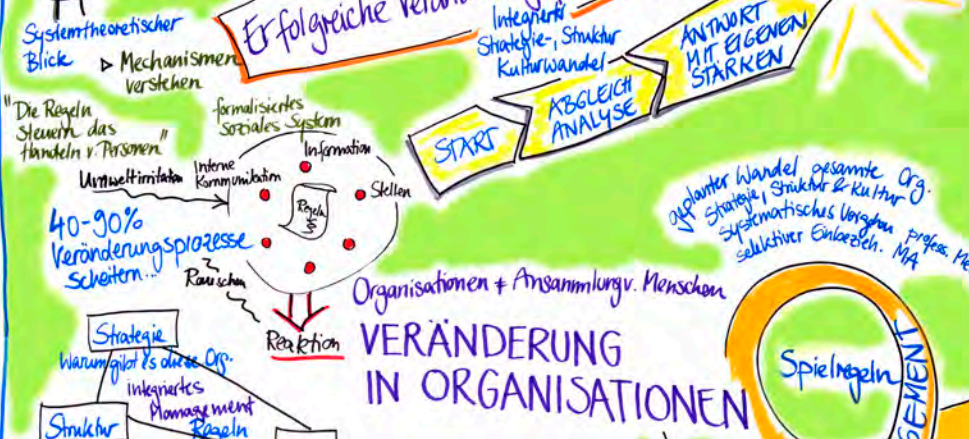 Systemtheoretischer
Blick
▷ Mechanismen
verstehen
"Die Regeln
steuern das
Handeln v. Personen"
Erfolgreiche
Integrierte
Strategie-, Struktur
Kulturwandel
START
ABGLEICH
ANALYSE
ANTWORT
MIT EIGENEN
STÄRKEN
formalisiertes
Soziales System
Information
Interne
Kommunikation
Stellen
Regeln
§
Umweltirritation
40-90%
Veränderungsprozesse
Scheitern...
Rauschen
Reaktion
geplanter Wandel gesamte Org.
Strategie, Struktur & Kultur
Systematisches Vorgehen profess.
selektiver Einbezieh. MA
Organisationen ≠ Ansammlung v. Menschen
VERÄNDERUNG
IN ORGANISATIONEN
Spielregeln
Strategie
Warum gibt es diese Org.
integriertes
Management
Struktur
Regeln